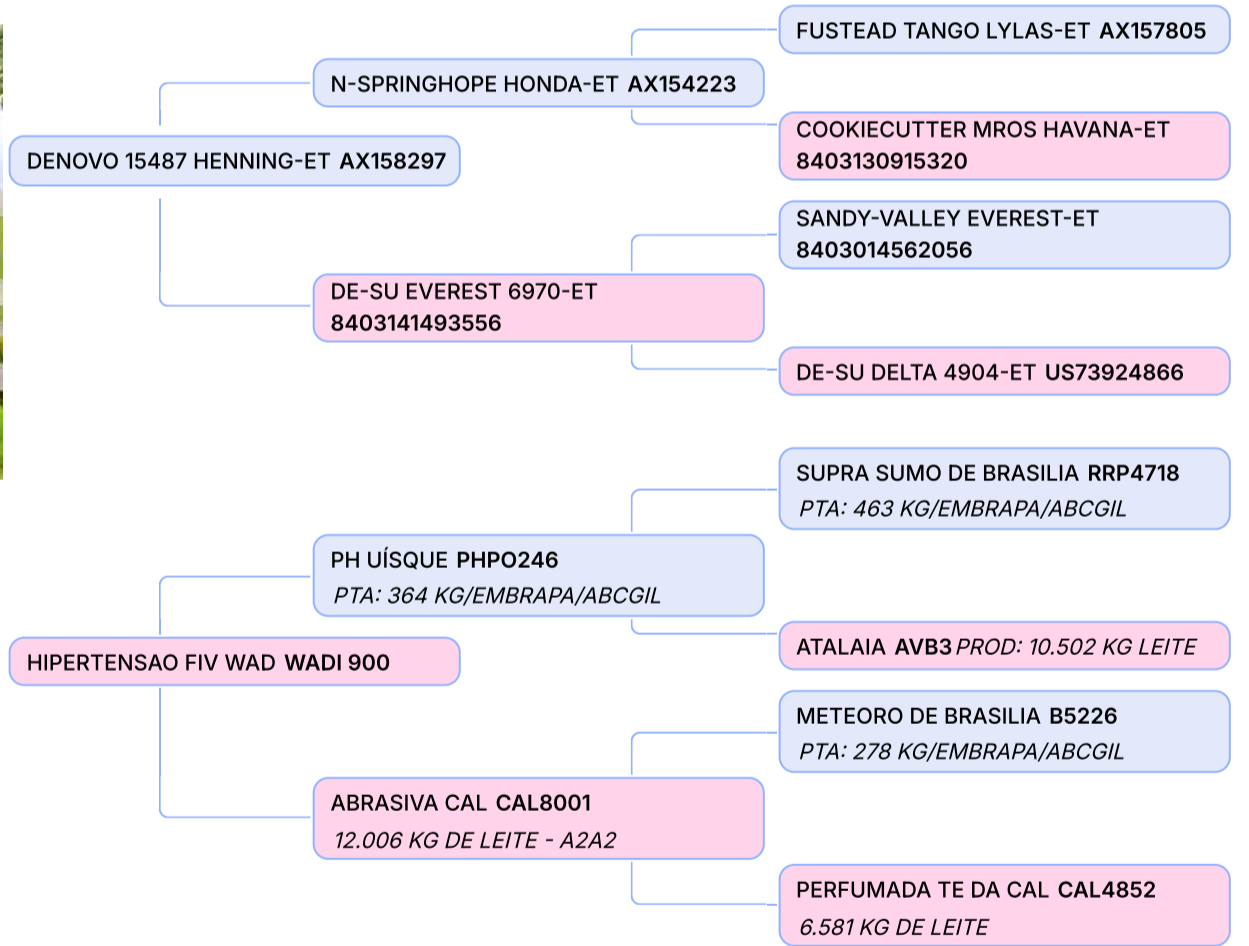 FUSTEAD TANGO LYLAS-ET AX157805
N-SPRINGHOPE HONDA-ET AX154223
COOKIECUTTER MROS HAVANA-ET
8403130915320
DENOVO 15487 HENNING-ET AX158297
SANDY-VALLEY EVEREST-ET
8403014562056
DE-SU EVEREST 6970-ET
8403141493556
DE-SU DELTA 4904-ET US73924866
SUPRA SUMO DE BRASILIA RRP4718
PTA: 463 KG/EMBRAPA/ABCGIL
PH UÍSQUE PHPO246
PTA: 364 KG/EMBRAPA/ABCGIL
ATALAIA AVB3 PROD: 10.502 KG LEITE
HIPERTENSAO FIV WAD WADI 900
METEORO DE BRASILIA B5226
PTA: 278 KG/EMBRAPA/ABCGIL
ABRASIVA CAL CAL8001
12.006 KG DE LEITE - A2A2
PERFUMADA TE DA CAL CAL4852
6.581 KG DE LEITE